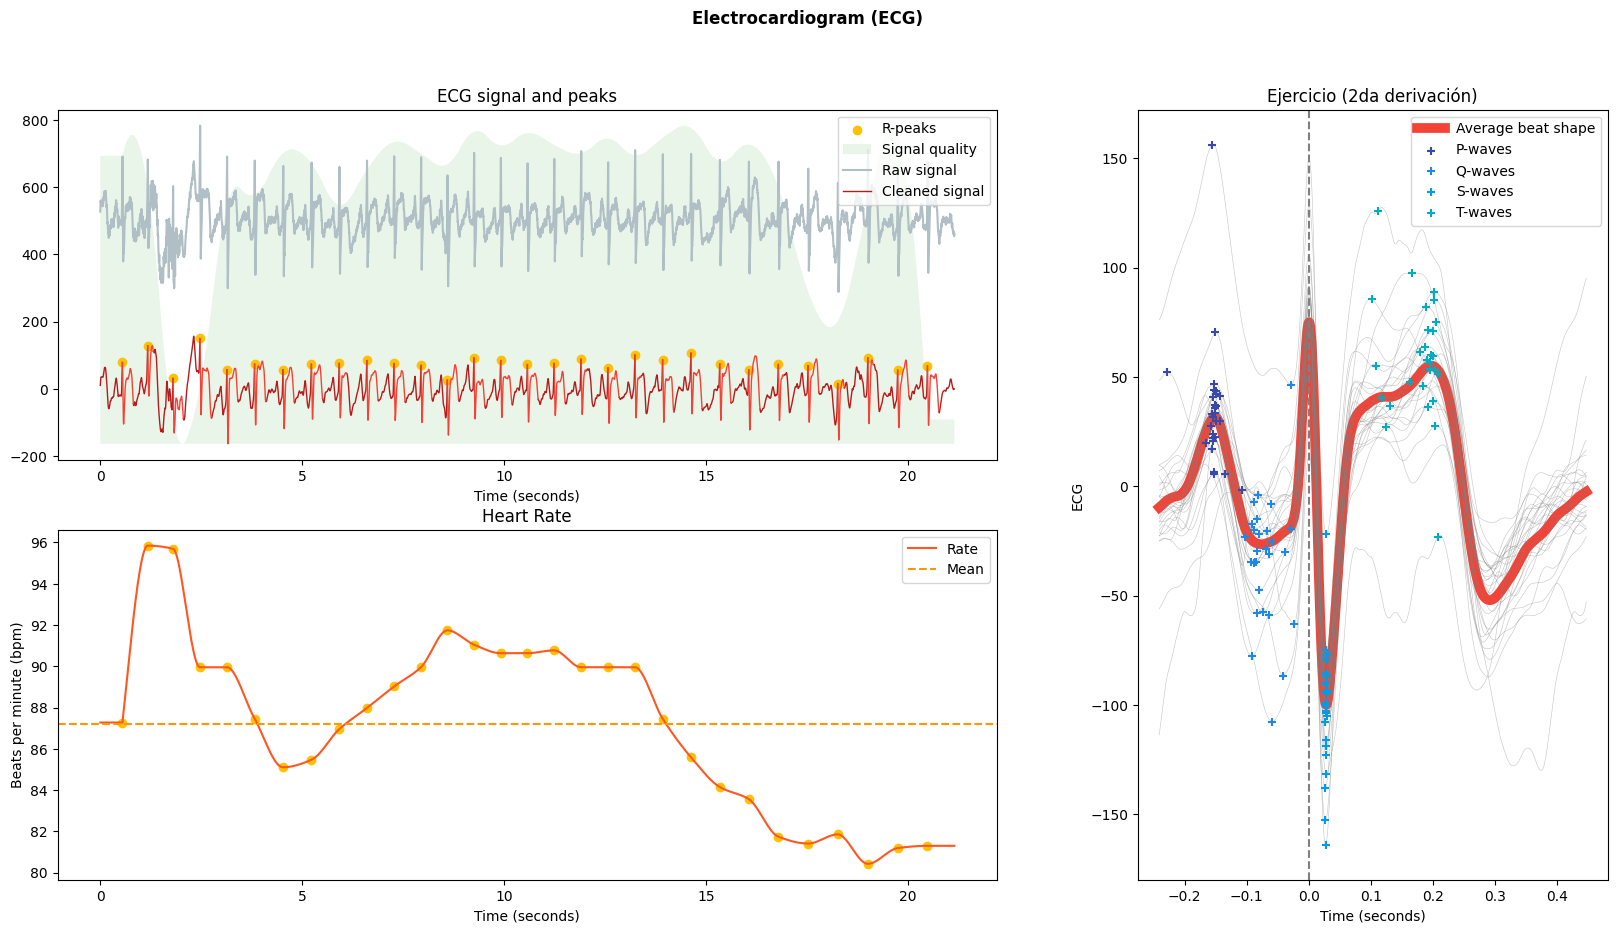 Electrocardiogram (ECG)
ECG signal and peaks
800
600
400
200
0
−200
R-peaks
Signal quality
Raw signal
Cleaned signal
0
5
10
15
20
Time (seconds)
Heart Rate
96
94
92
90
88
86
84
82
80
Beats per minute (bpm)
Rate
Mean
0
5
10
15
20
Time (seconds)
Ejercicio (2da derivación)
150
100
50
0
−50
−100
−150
ECG
Average beat shape
P-waves
Q-waves
S-waves
T-waves
−0.2
−0.1
0.0
0.1
0.2
0.3
0.4
Time (seconds)